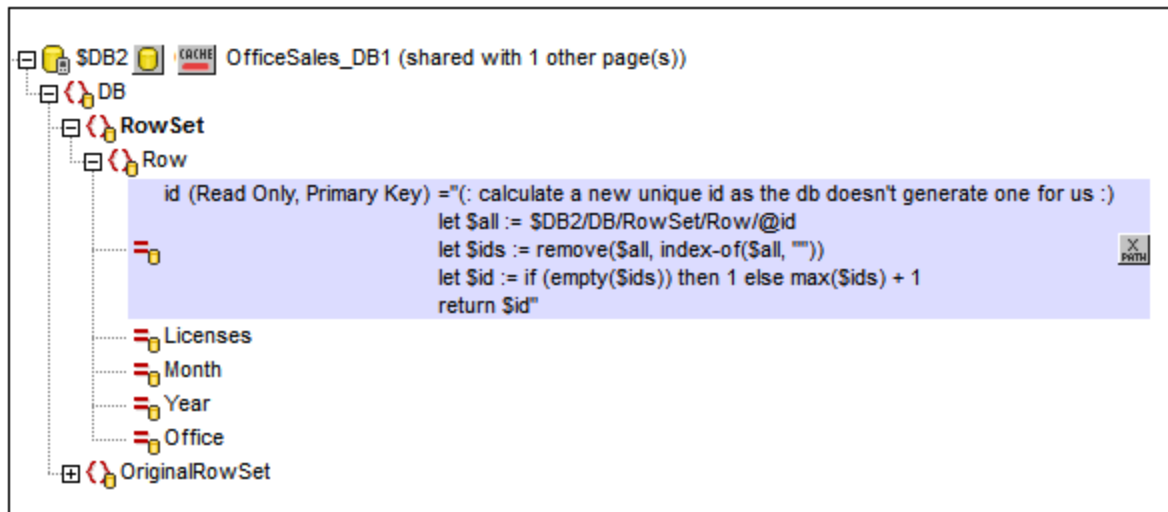 $DB2 CACHE OfficeSales_DB1 (shared with 1 other page(s))
DB
RowSet
Row
id (Read Only, Primary Key) ="(: calculate a new unique id as the db doesn't generate one for us :)
let $all := $DB2/DB/RowSet/Row/@id
let $ids := remove($all, index-of($all, ""))
let $id := if (empty($ids)) then 1 else max($ids) + 1
return $id"
X
PATH
Licenses
Month
Year
Office
OriginalRowSet